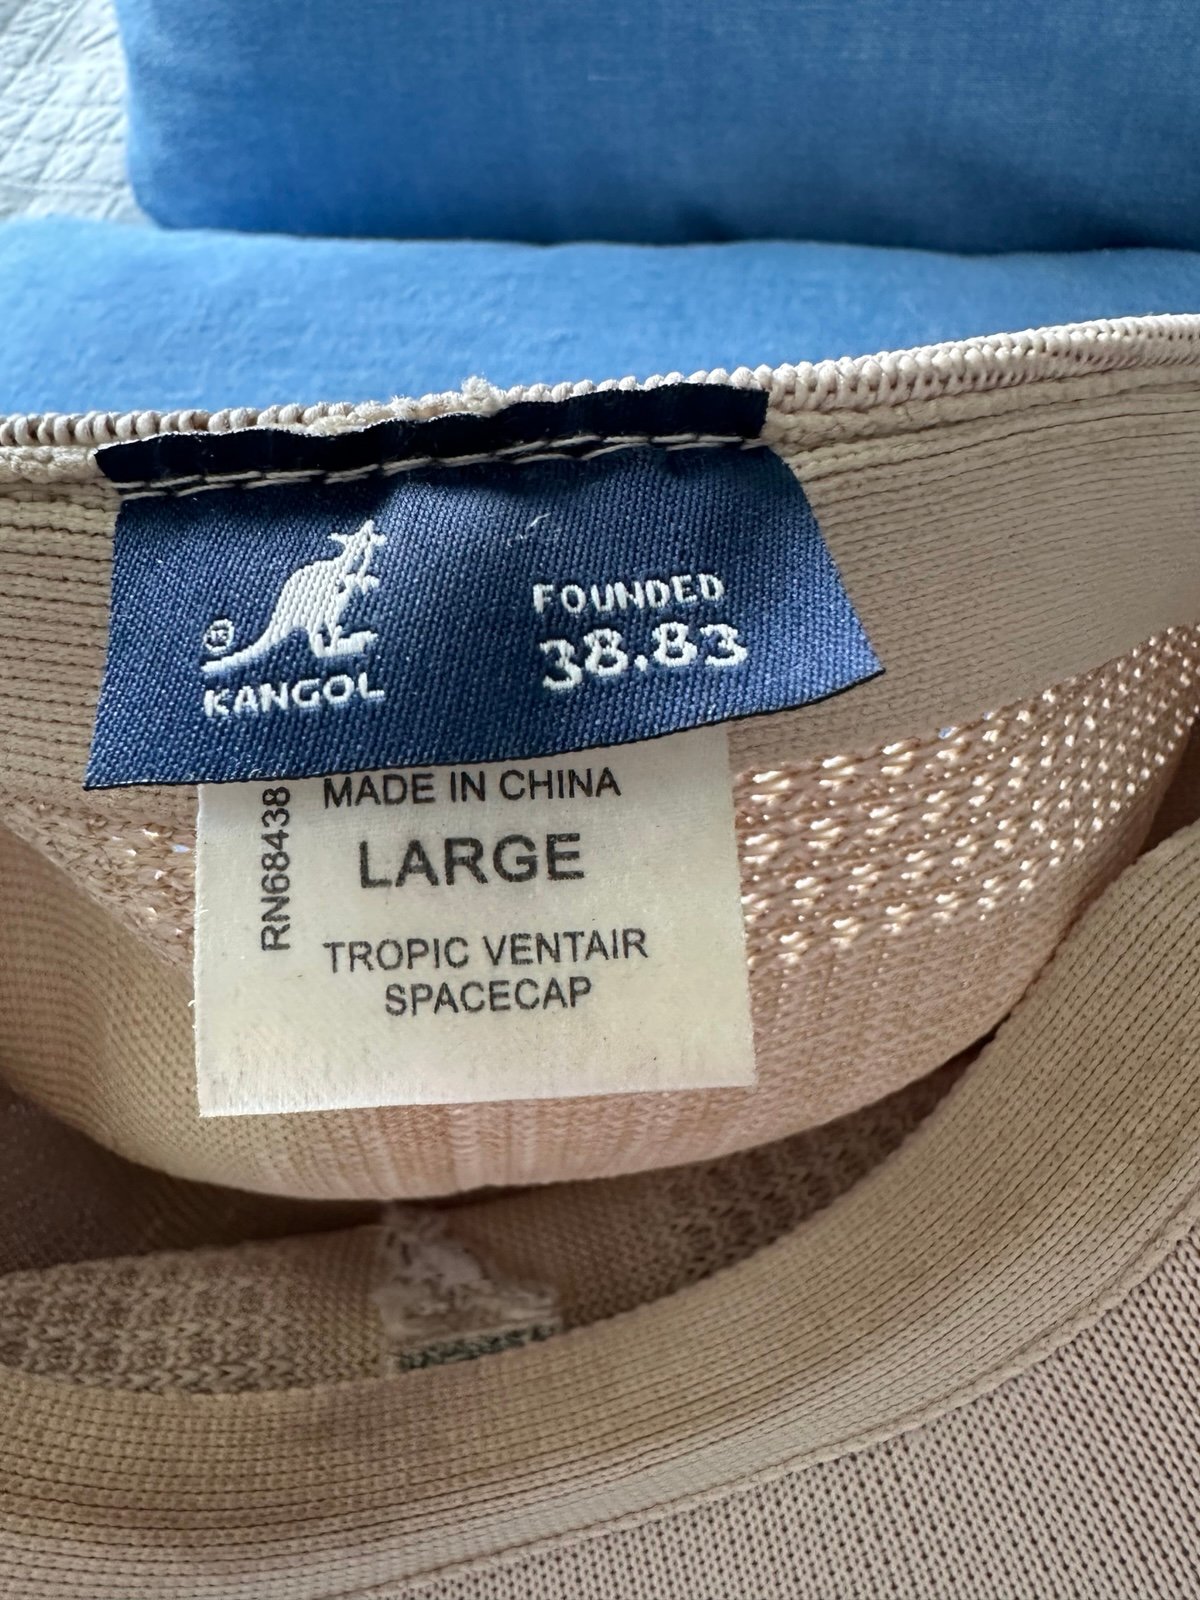 KANGOL
FOUNDED
38.83
MADE IN CHINA
LARGE
TROPIC VENTAIR
SPACECAP
RN68438